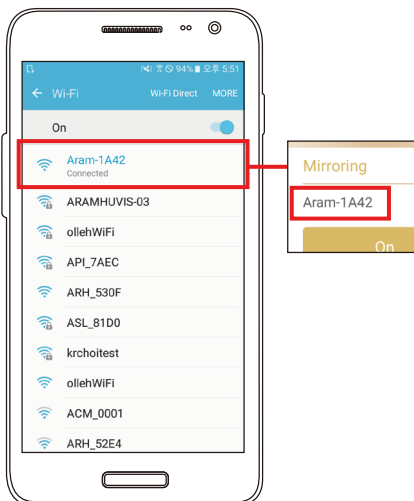 94% 오후 5:51
Wi-Fi Wi-Fi Direct MORE
On
Aram-1A42
Connected
ARAMHUVIS-03
ollehWiFi
API_7AEC
ARH_530F
ASL_81D0
krchoitest
ollehWiFi
ACM_0001
ARH_52E4
Mirroring
Aram-1A42
On